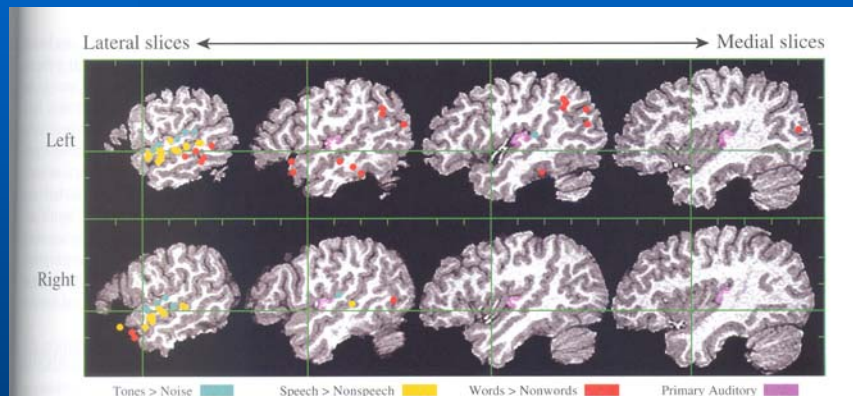 Lateral slices Medial slices
Left
Right
Tones > Noise Speech > Nonspeech Words > Nonwords Primary Auditory